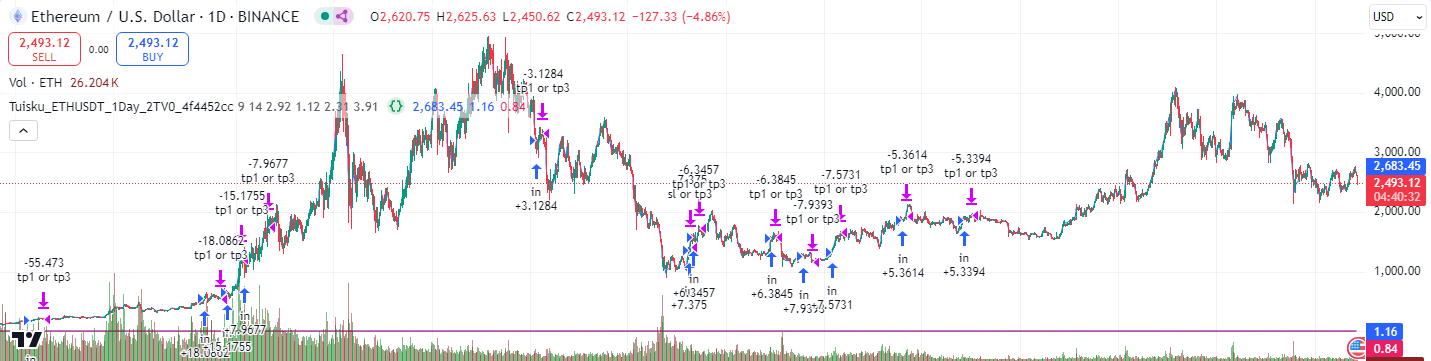 Ethereum / U.S. Dollar · 1D · BINANCE O2,620.75 H2,625.63 L2,450.62 C2,493.12 −127.33 (−4.86%)
USD
2,493.12
SELL
0.00
2,493.12
BUY
Vol · ETH 26.204K
Tuisku_ETHUSDT_1Day_2TV0_4f4452cc 9 14 2.92 1.12 2.31 3.91 {} 2,683.45 1.16 0.84
-3.1284
tp1 or tp3
in
+3.1284
-7.9677
tp1 or tp3
-15.1755
tp1 or tp3
-18.0862
tp1 or tp3
-55.473
tp1 or tp3
in
in
+7.9677
+15.1755
+18.0862
-6.3457
tp1 or tp3
-7.375
sl or tp3
in
+6.3457
+7.375
-6.3845
tp1 or tp3
in
+6.3845
-7.9393
tp1 or tp3
in
+7.9393
-7.5731
tp1 or tp3
in
+7.5731
-5.3614
tp1 or tp3
in
+5.3614
-5.3394
tp1 or tp3
in
+5.3394
5,000.00
4,000.00
3,000.00
2,683.45
2,493.12
04:40:32
2,000.00
1,000.00
1.16
0.84